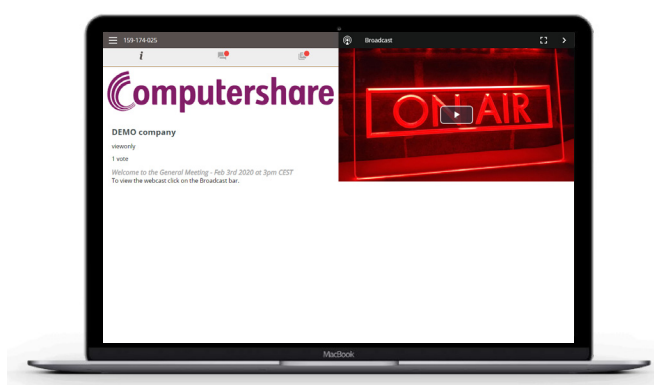 159-174-025
Broadcast
i
Computershare
ON AIR
DEMO company
viewonly
1 vote
Welcome to the General Meeting - Feb 3rd 2020 at 3pm CEST
To view the webcast click on the Broadcast bar.
MacBook